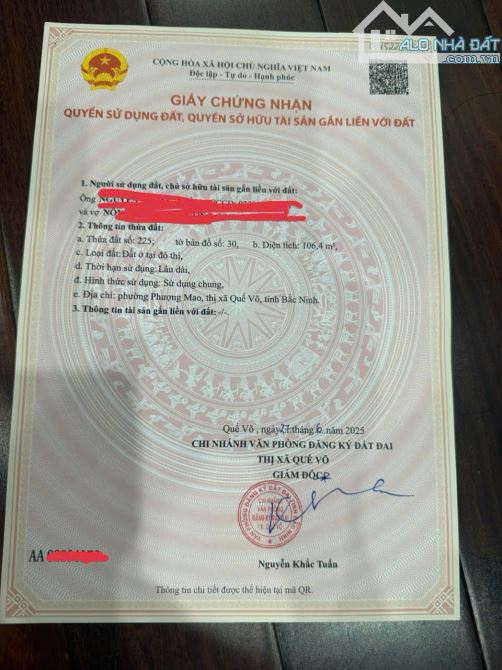 ALO NHÀ ĐẤT
.com.vn
CỘNG HÒA XÃ HỘI CHỦ NGHĨA VIỆT NAM
Độc lập - Tự do - Hạnh phúc
GIẤY CHỨNG NHẬN
QUYỀN SỬ DỤNG ĐẤT, QUYỀN SỞ HỮU TÀI SẢN GẮN LIỀN VỚI ĐẤT
1. Người sử dụng đất, chủ sở hữu tài sản gắn liền với đất:
Ông
và vợ
2. Thông tin thửa đất:
a. Thửa đất số: 225; tờ bản đồ số: 30, b. Diện tích: 106,4 m²,
c. Loại đất: Đất ở tại đô thị,
d. Thời hạn sử dụng: Lâu dài,
đ. Hình thức sử dụng: Sử dụng chung,
e. Địa chỉ: phường Phượng Mao, thị xã Quế Võ, tỉnh Bắc Ninh.
3. Thông tin tài sản gắn liền với đất: -/-.
Quế Võ , ngày 27 tháng 6 năm 2025
CHI NHÁNH VĂN PHÒNG ĐĂNG KÝ ĐẤT ĐAI
THỊ XÃ QUẾ VÕ
GIÁM ĐỐC
CHI NHÁNH
VĂN PHÒNG
Nguyễn Khắc Tuấn
AA
Thông tin chi tiết được thể hiện tại mã QR.